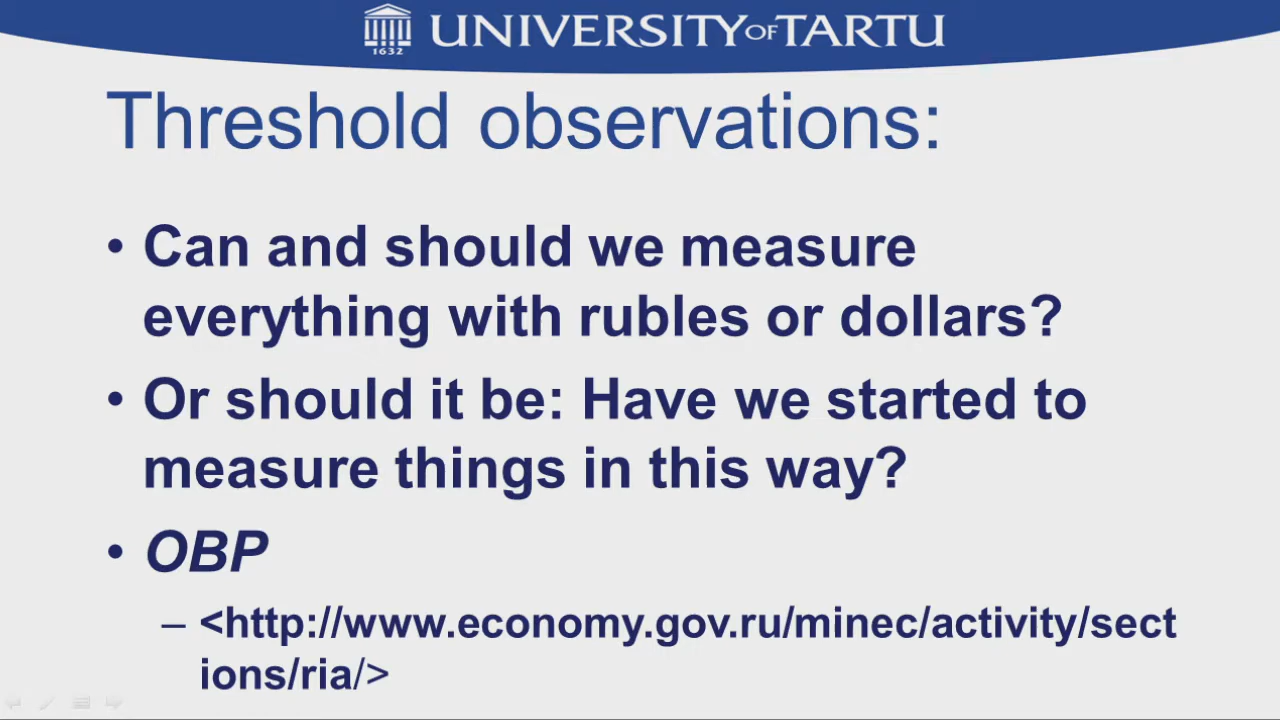 1632
UNIVERSITY OF TARTU
Threshold observations:
• Can and should we measure
everything with rubles or dollars?
• Or should it be: Have we started to
measure things in this way?
• OBP
– <http://www.economy.gov.ru/minec/activity/sect
ions/ria/>